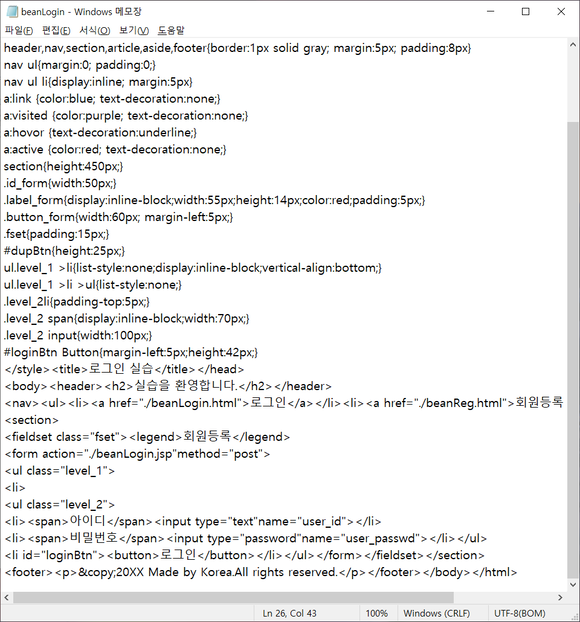 beanLogin - Windows 메모장
파일(F) 편집(E) 서식(O) 보기(V) 도움말
header,nav,section,article,aside,footer{border:1px solid gray; margin:5px; padding:8px}
nav ul{margin:0; padding:0;}
nav ul li{display:inline; margin:5px}
a:link {color:blue; text-decoration:none;}
a:visited {color:purple; text-decoration:none;}
a:hovor {text-decoration:underline;}
a:active {color:red; text-decoration:none;}
section{height:450px;}
.id_form{width:50px;}
.label_form{display:inline-block;width:55px;height:14px;color:red;padding:5px;}
.button_form{width:60px; margin-left:5px;}
.fset{padding:15px;}
#dupBtn{height:25px;}
ul.level_1 >li{list-style:none;display:inline-block;vertical-align:bottom;}
ul.level_1 >li >ul{list-style:none;}
.level_2li{padding-top:5px;}
.level_2 span{display:inline-block;width:70px;}
.level_2 input{width:100px;}
#loginBtn Button{margin-left:5px;height:42px;}
</style><title>로그인 실습</title></head>
<body><header><h2>실습을 환영합니다.</h2></header>
<nav><ul><li><a href="./beanLogin.html">로그인</a></li><li><a href="./beanReg.html">회원등록
<section>
<fieldset class="fset"><legend>회원등록</legend>
<form action="./beanLogin.jsp"method="post">
<ul class="level_1">
<li>
<ul class="level_2">
<li><span>아이디</span><input type="text"name="user_id"></li>
<li><span>비밀번호</span><input type="password"name="user_passwd"></li></ul>
<li id="loginBtn"><button>로그인</button></li></ul></form></fieldset></section>
<footer><p>&copy;20XX Made by Korea.All rights reserved.</p></footer></body></html>
Ln 26, Col 43 100% Windows (CRLF) UTF-8(BOM)